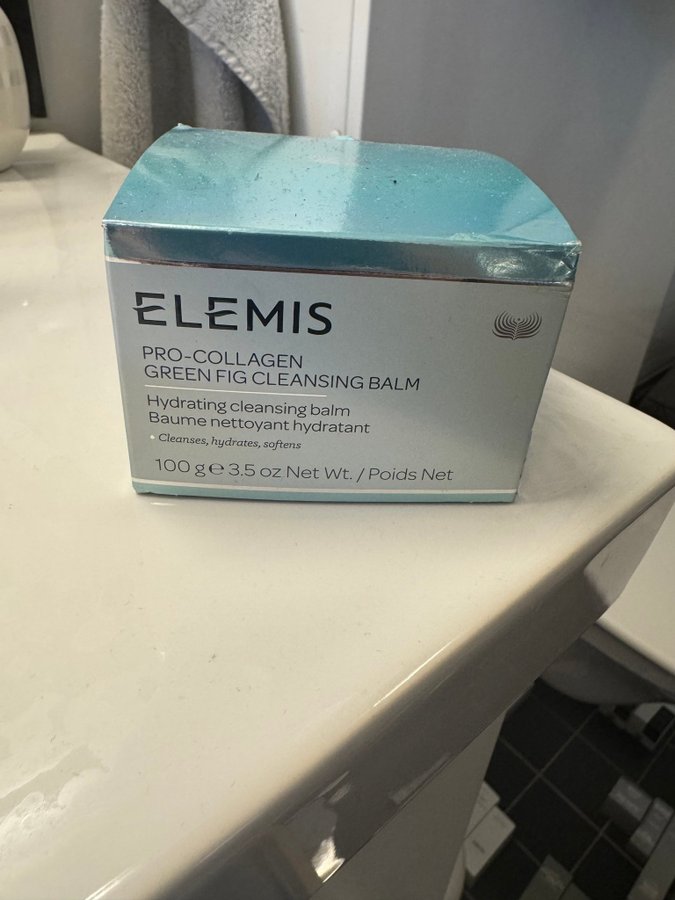 ELEMIS
PRO-COLLAGEN
GREEN FIG CLEANSING BALM
Hydrating cleansing balm
Baume nettoyant hydratant
• Cleanses, hydrates, softens
100 g e 3.5 oz Net Wt. / Poids Net